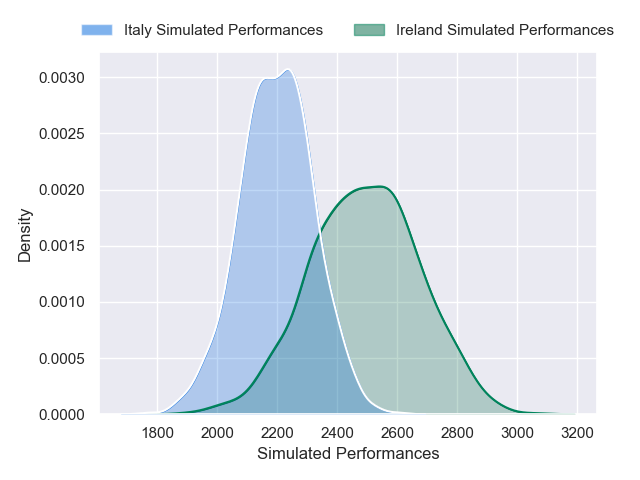 Italy Simulated Performances Ireland Simulated Performances
0.0030
0.0025
0.0020
0.0015
0.0010
0.0005
0.0000
Density
1800 2000 2200 2400 2600 2800 3000 3200
Simulated Performances